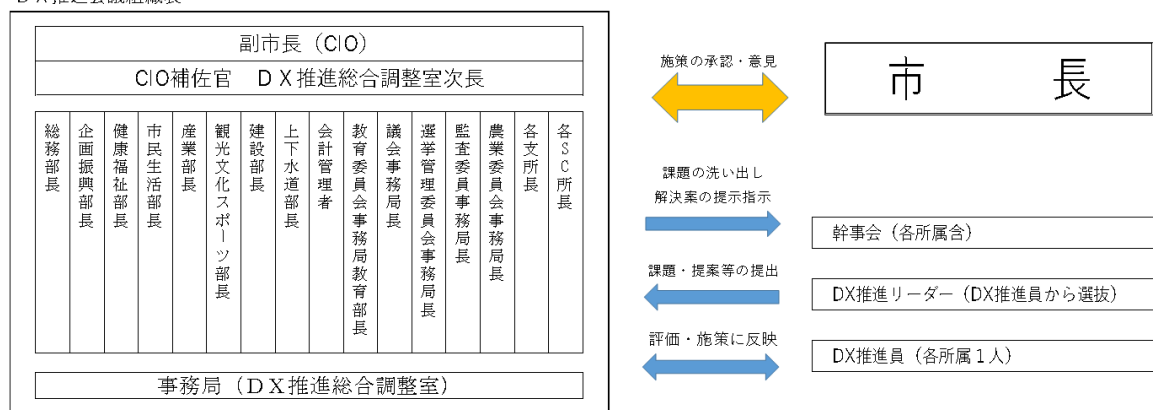 DX推進会議組織表
副市長（CIO）
CIO補佐官　DX推進総合調整室次長
総務部長
企画振興部長
健康福祉部長
市民生活部長
産業部長
観光文化スポーツ部長
建設部長
上下水道部長
会計管理者
教育委員会事務局教育部長
議会事務局長
選挙管理委員会事務局長
監査委員事務局長
農業委員会事務局長
各支所長
各SC所長
事務局（DX推進総合調整室）
施策の承認・意見
市　長
課題の洗い出し
解決案の提示指示
幹事会（各所属含）
課題・提案等の提出
DX推進リーダー（DX推進員から選抜）
評価・施策に反映
DX推進員（各所属１人）